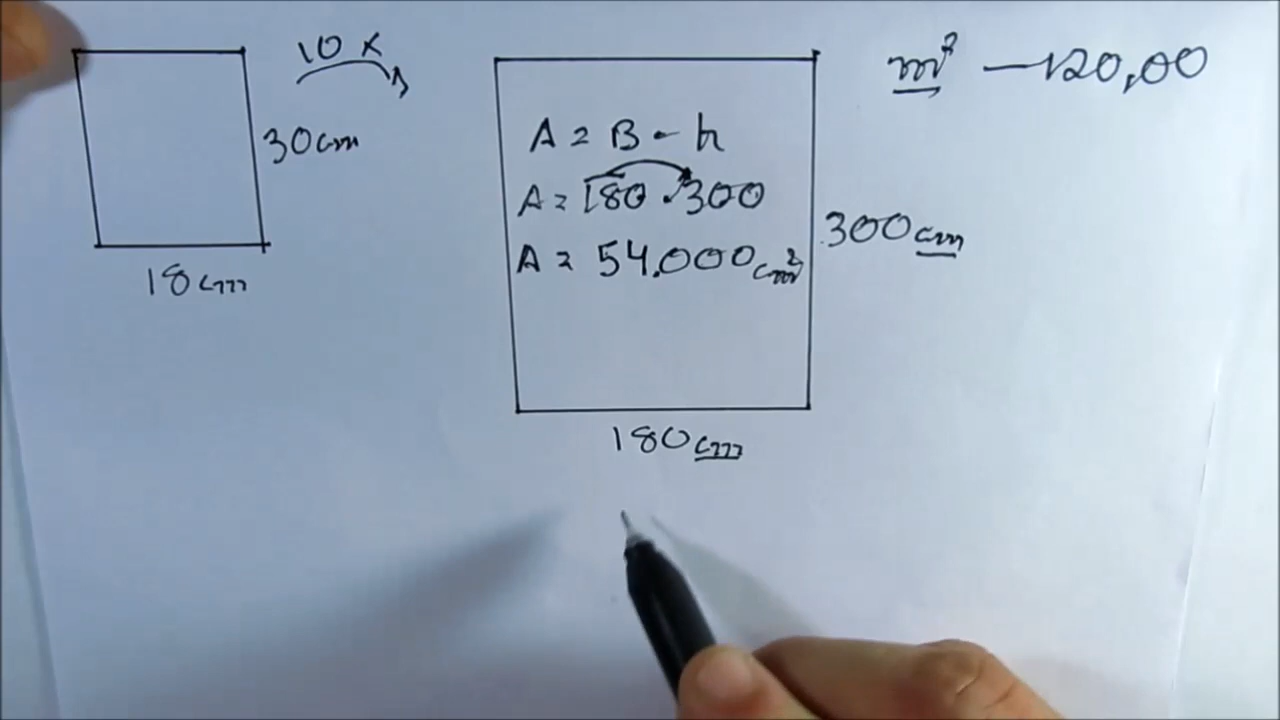 10 x
30cm
18cm
A = B - h
A = 180 . 300
A = 54.000cm²
300cm
180cm
m² — 120,00